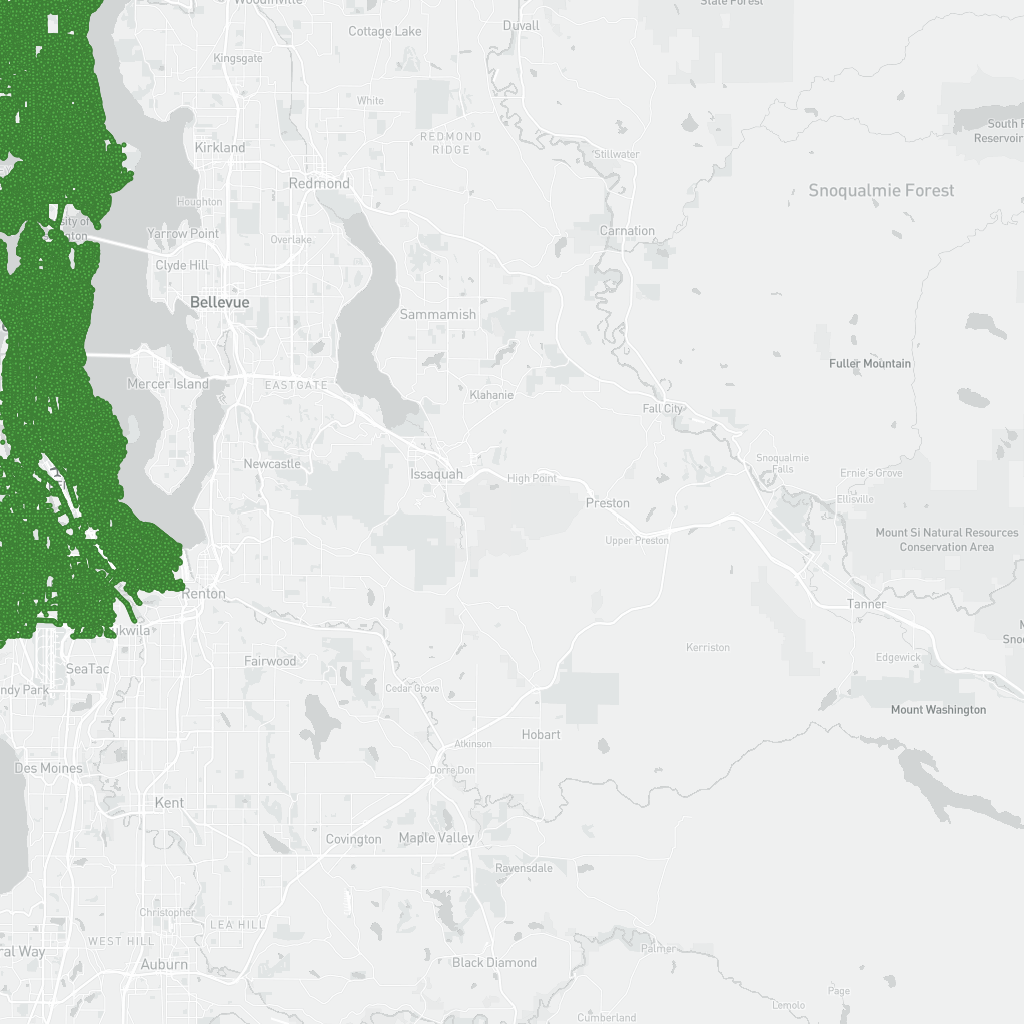 Woodinville
State Forest
Duvall
Cottage Lake
Kingsgate
White
South F
Reservoir
REDMOND
RIDGE
Kirkland
Stillwater
Redmond
Snoqualmie Forest
Houghton
sity of
ton
Yarrow Point
Carnation
Overlake
Clyde Hill
Bellevue
Sammamish
Fuller Mountain
Mercer Island
EASTGATE
Klahanie
Fall City
Snoqualmie
Falls
Newcastle
Issaquah
High Point
Ernie's Grove
Ellisville
Preston
Mount Si Natural Resources
Conservation Area
Upper Preston
Renton
Tanner
ukwila
Snoq
Kerriston
Edgewick
Fairwood
SeaTac
ndy Park
Cedar Grove
Mount Washington
Hobart
Atkinson
Des Moines
Dorre Don
Kent
Covington
Maple Valley
Ravensdale
Christopher
LEA HILL
WEST HILL
ral Way
Palmer
Auburn
Black Diamond
Page
Lemolo
Cumberland